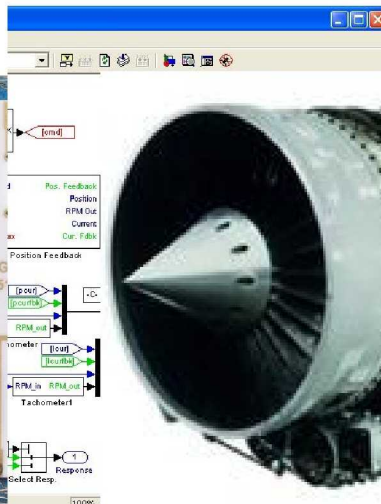 [cmd]
Pos. Feedback
Position
RPM Out
Current
Cur. Fdbk
Position Feedback
[pcur]
[pcurfbk]
-C-
RPM_out
ometer
[lcur]
[lcurfbk]
RPM_in RPM_out
Tachometer1
1
Response
Select Resp.
100%